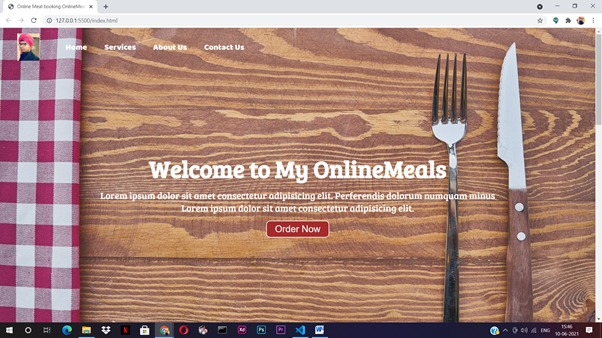 Online Meal-booking OnlineMe
127.0.0.1:5500/index.html
Home Services About Us Contact Us
Welcome to My OnlineMeals
Lorem ipsum dolor sit amet consectetur adipisicing elit. Perferendis dolorum numquam minus
Lorem ipsum dolor sit amet consectetur adipisicing elit.
Order Now
ENG
15:46
10-06-2021